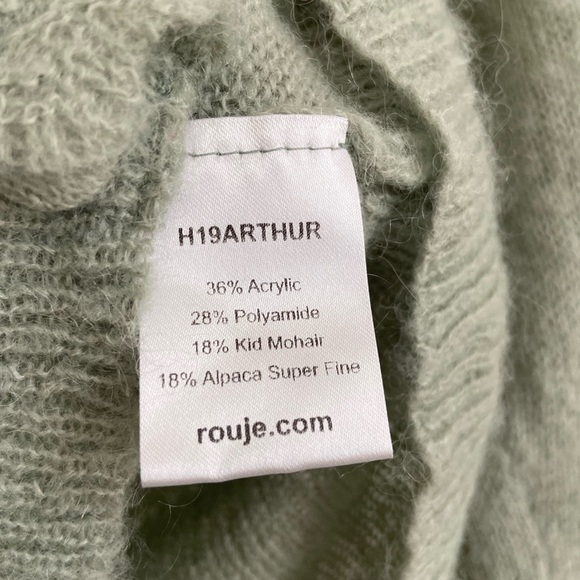 H19ARTHUR
36% Acrylic
28% Polyamide
18% Kid Mohair
18% Alpaca Super Fine
rouje.com